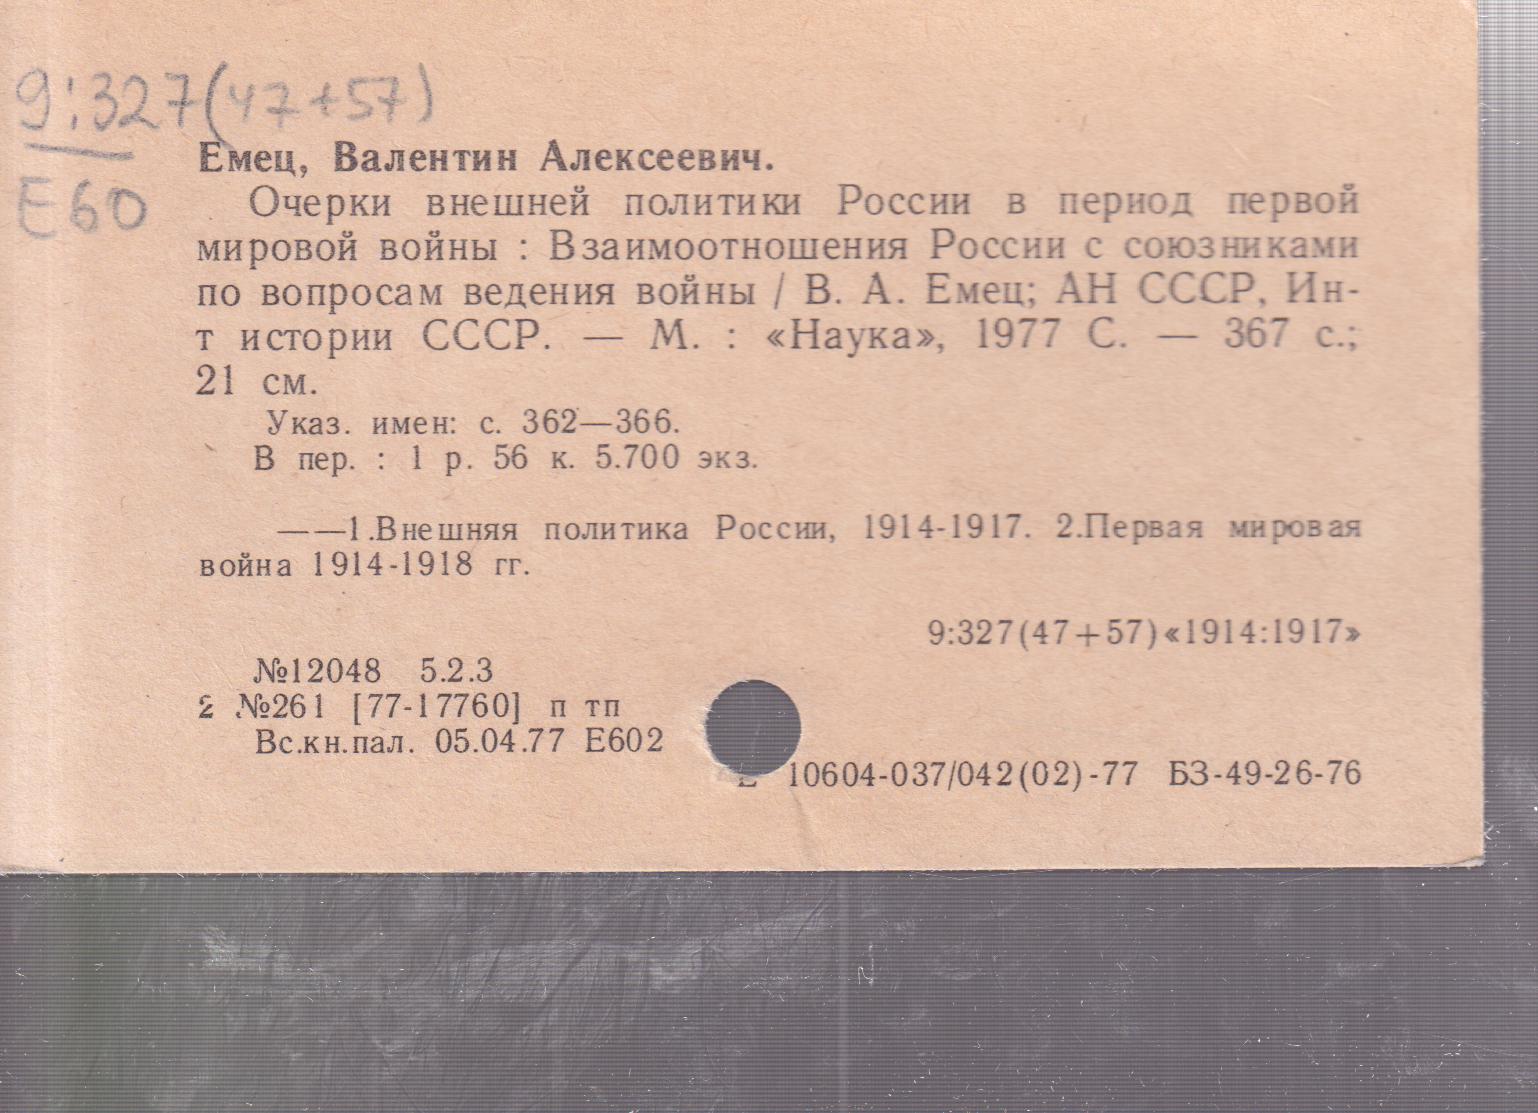 9:327(47+57)
Е60
Емец, Валентин Алексеевич.
Очерки внешней политики России в период первой
мировой войны : Взаимоотношения России с союзниками
по вопросам ведения войны / В. А. Емец; АН СССР, Ин-
т истории СССР. — М. : «Наука», 1977 С. — 367 с.;
21 см.
Указ. имен: с. 362—366.
В пер. : 1 р. 56 к. 5.700 экз.
——1.Внешняя политика России, 1914-1917. 2.Первая мировая
война 1914-1918 гг.
9:327(47+57)«1914:1917»
№12048 5.2.3
2 №261 [77-17760] п тп
Вс.кн.пал. 05.04.77 Е602
10604-037/042(02)-77 БЗ-49-26-76